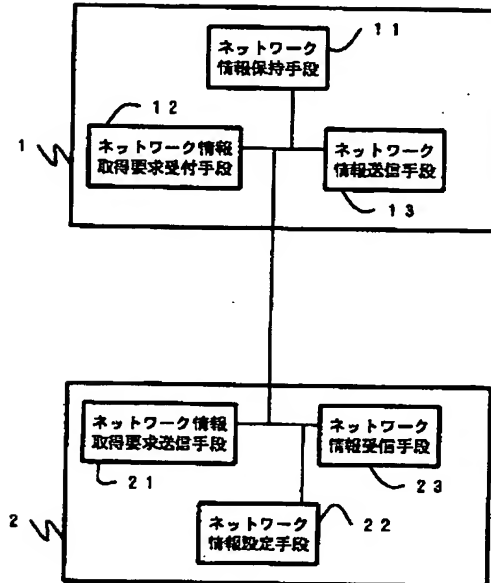 ネットワーク
情報保持手段
11
12
1
ネットワーク情報
取得要求受付手段
ネットワーク
情報送信手段
13
ネットワーク情報
取得要求送信手段
21
ネットワーク
情報受信手段
23
2
ネットワーク
情報設定手段
22